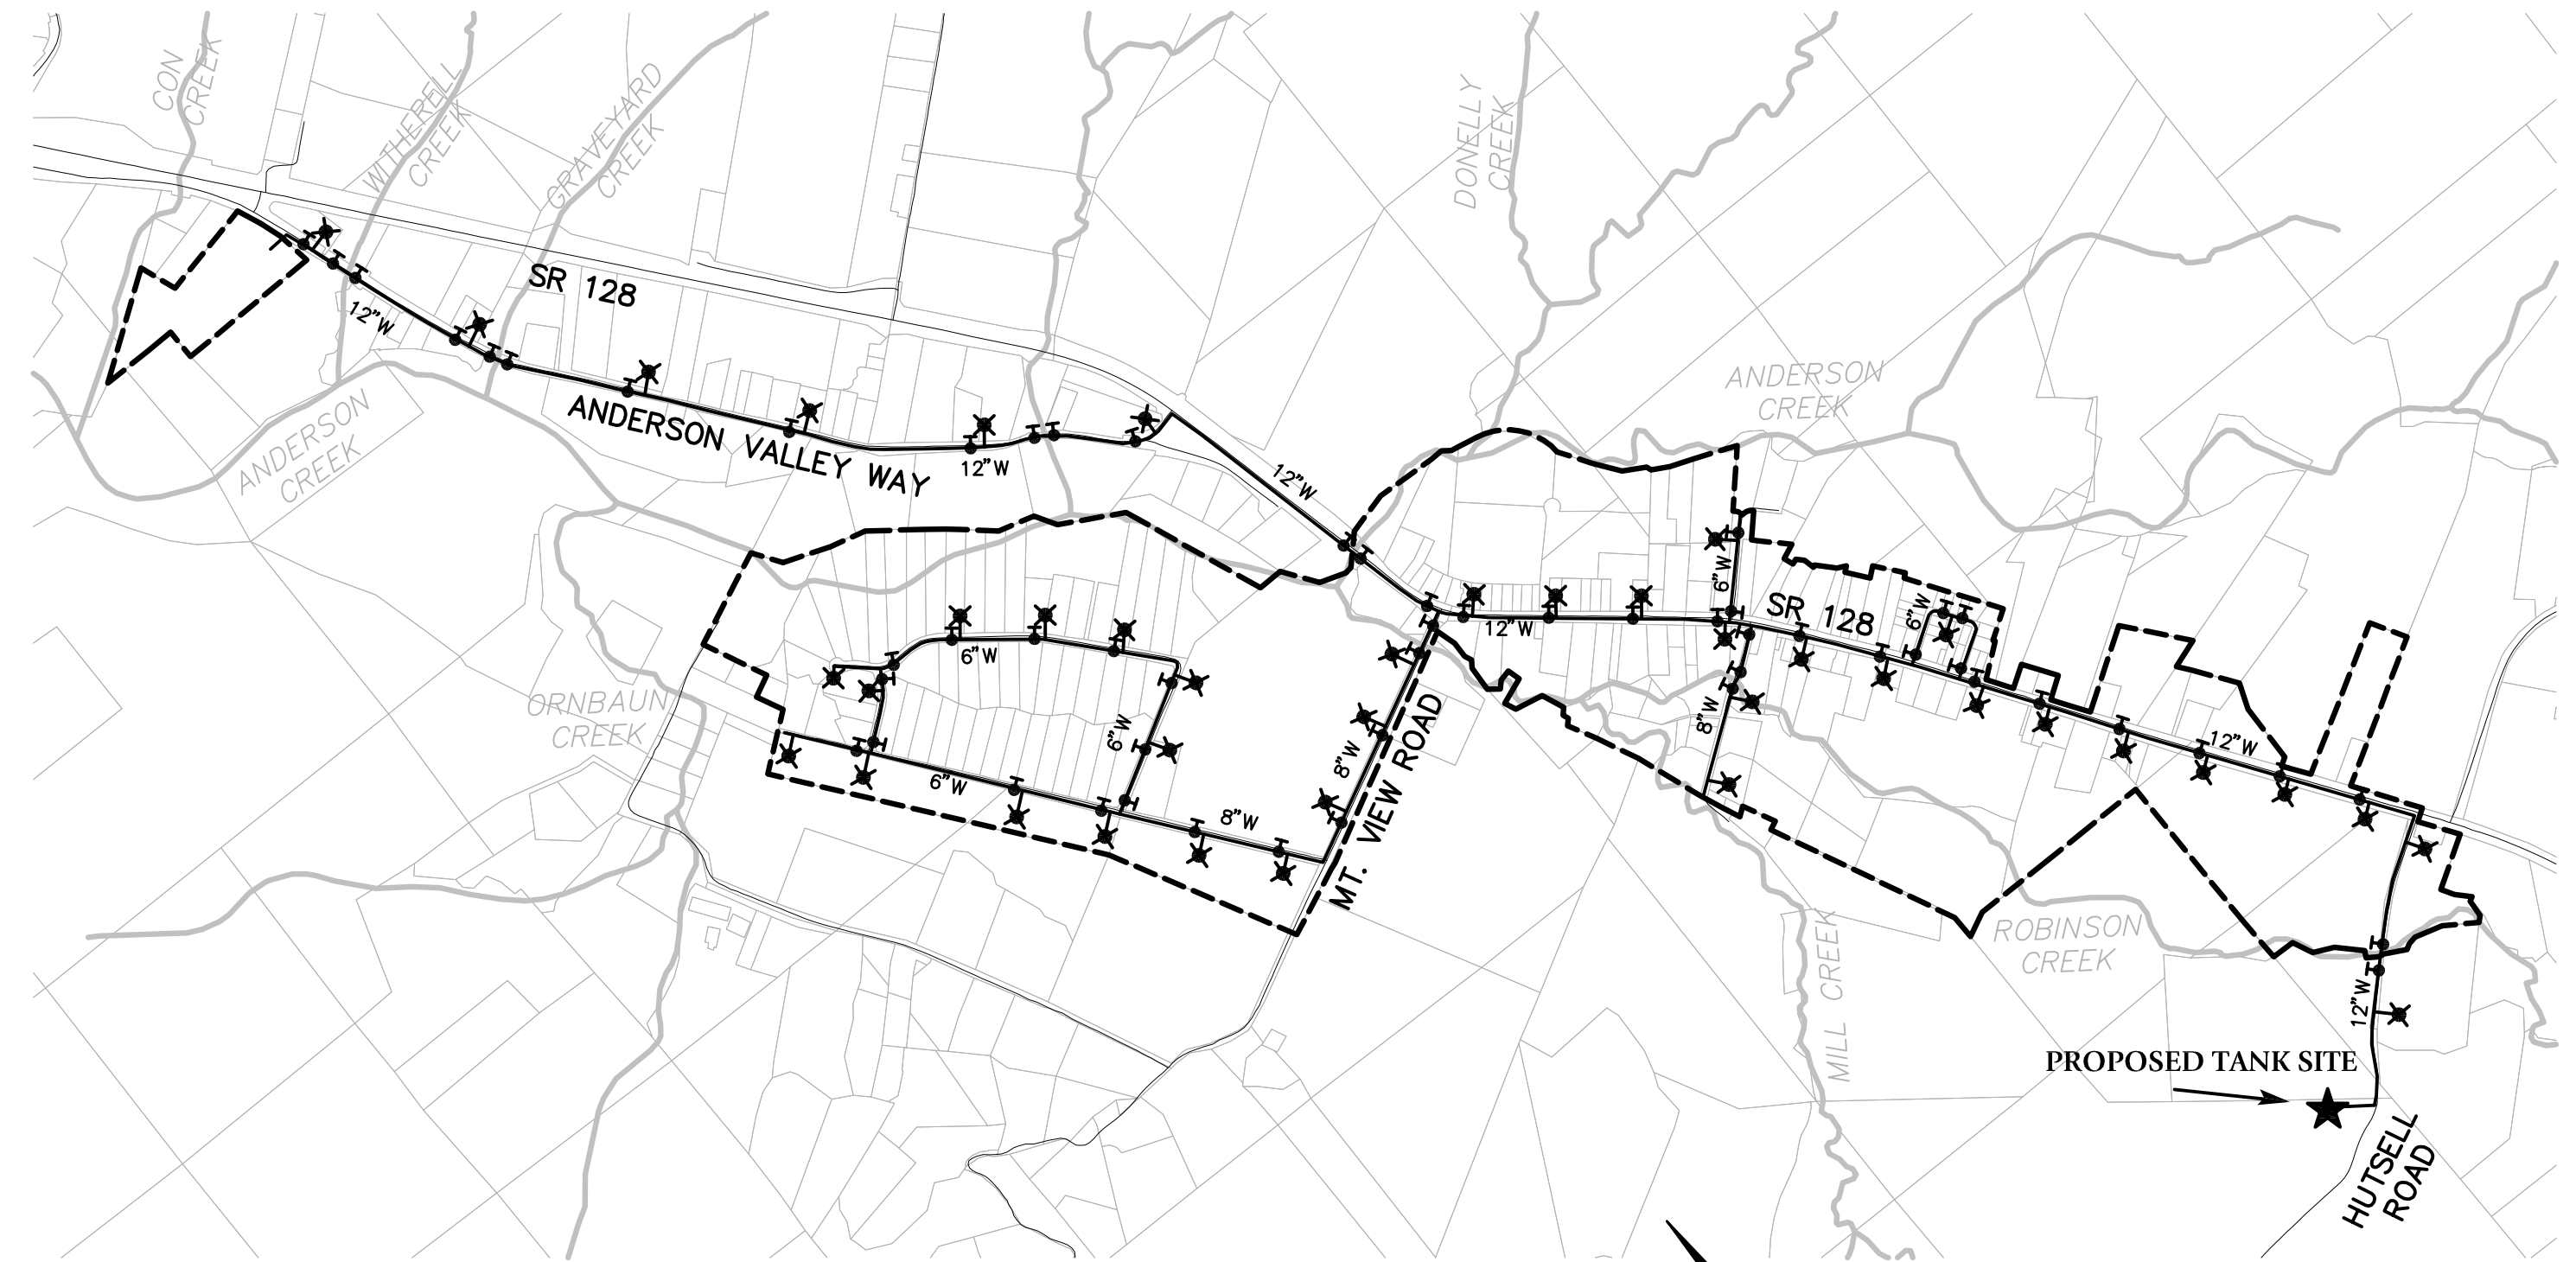 CON
CREEK
WITHERELL
CREEK
GRAVEYARD
CREEK
DONELLY
CREEK
SR 128
12"W
ANDERSON
CREEK
ANDERSON VALLEY WAY
12"W
12"W
ANDERSON
CREEK
6"W
SR 128
6"W
12"W
6"W
ORNBAUN
CREEK
6"W
8"W
MT. VIEW ROAD
8"W
12"W
6"W
8"W
ROBINSON
CREEK
MILL CREEK
12"W
PROPOSED TANK SITE
HUTSELL
ROAD